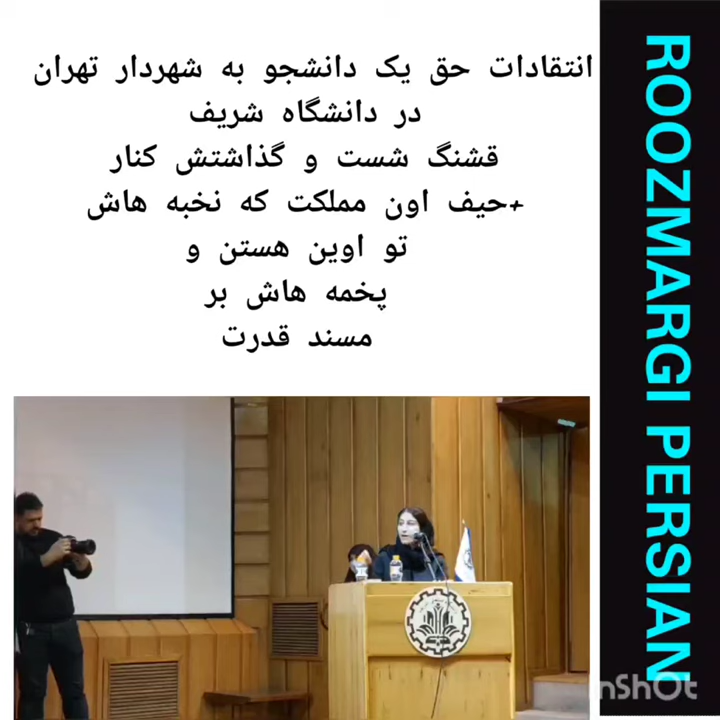 انتقادات حق یک دانشجو به شهردار تهران
در دانشگاه شریف
قشنگ شست و گذاشتش کنار
+حیف اون مملکت که نخبه هاش
تو اوین هستن و
پخمه هاش بر
مسند قدرت
ROOZMARGI PERSIAN
InShOt